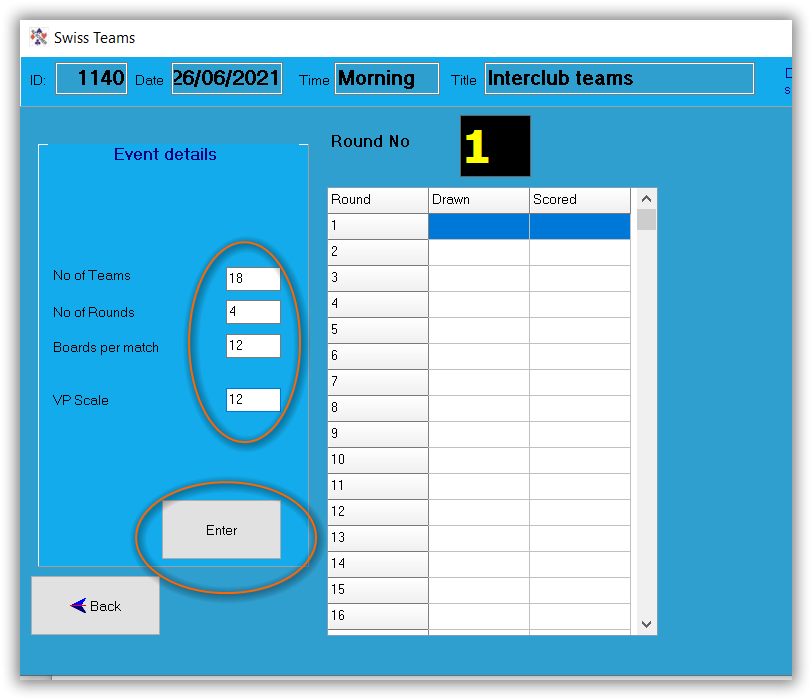 Swiss Teams
ID: 1140 Date 26/06/2021 Time Morning Title Interclub teams
Event details
No of Teams 18
No of Rounds 4
Boards per match 12
VP Scale 12
Enter
Back
Round No 1
Round Drawn Scored
1
2
3
4
5
6
7
8
9
10
11
12
13
14
15
16